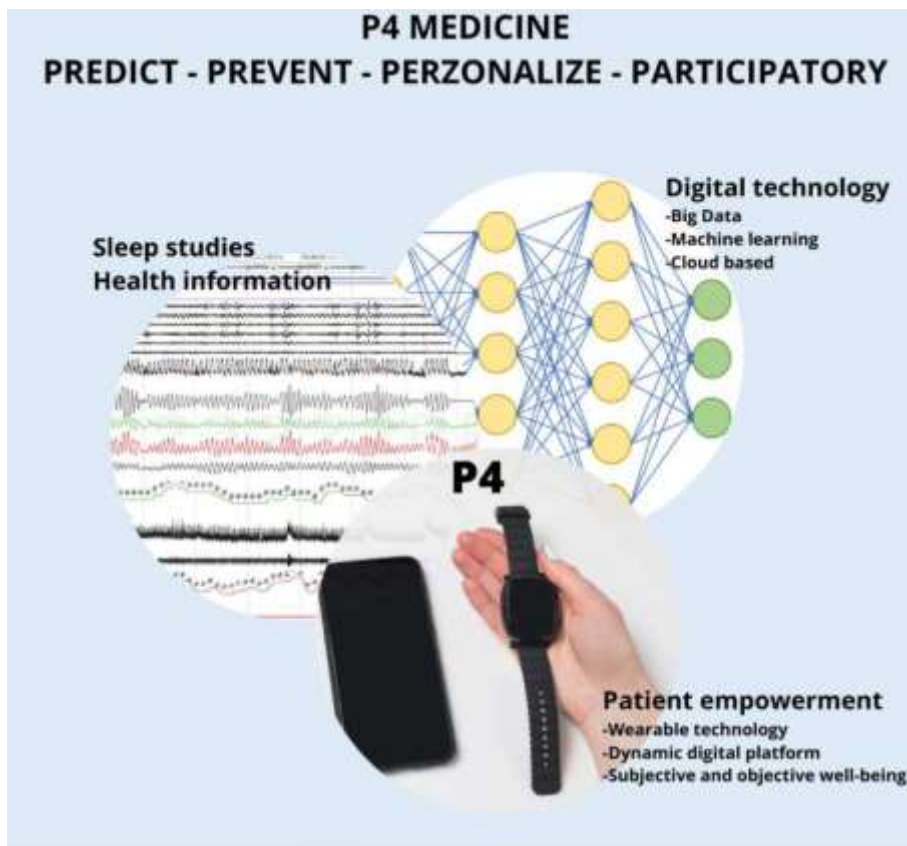 P4 MEDICINE
PREDICT - PREVENT - PERZONALIZE - PARTICIPATORY
Digital technology
-Big Data
-Machine learning
-Cloud based
Sleep studies
Health information
P4
Patient empowerment
-Wearable technology
-Dynamic digital platform
-Subjective and objective well-being